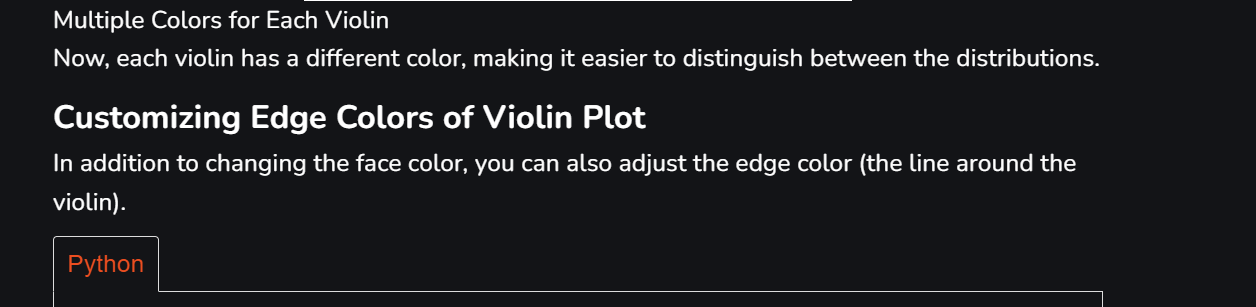 Multiple Colors for Each Violin
Now, each violin has a different color, making it easier to distinguish between the distributions.
Customizing Edge Colors of Violin Plot
In addition to changing the face color, you can also adjust the edge color (the line around the
violin).
Python